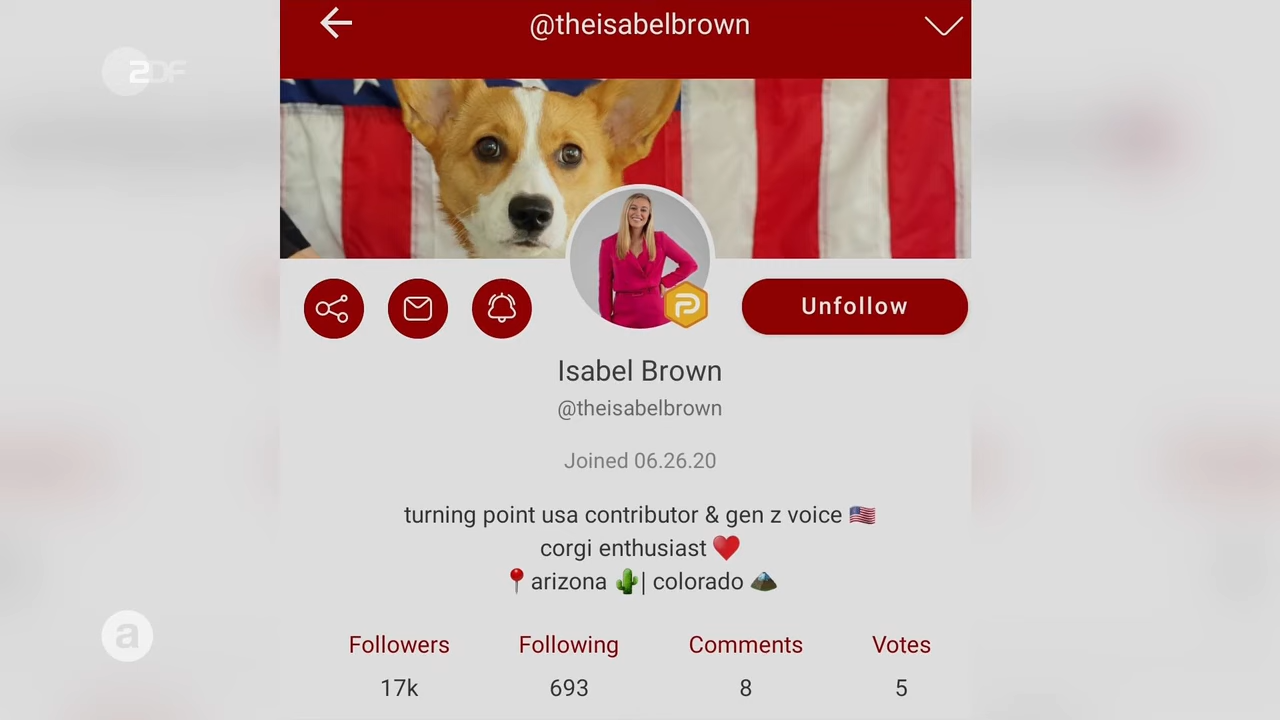 @theisabelbrown
ZDF
Unfollow
Isabel Brown
@theisabelbrown
Joined 06.26.20
turning point usa contributor & gen z voice 🇺🇸
corgi enthusiast ♥️
📍arizona 🌵| colorado 🏔️
Followers Following Comments Votes
17k 693 8 5
a